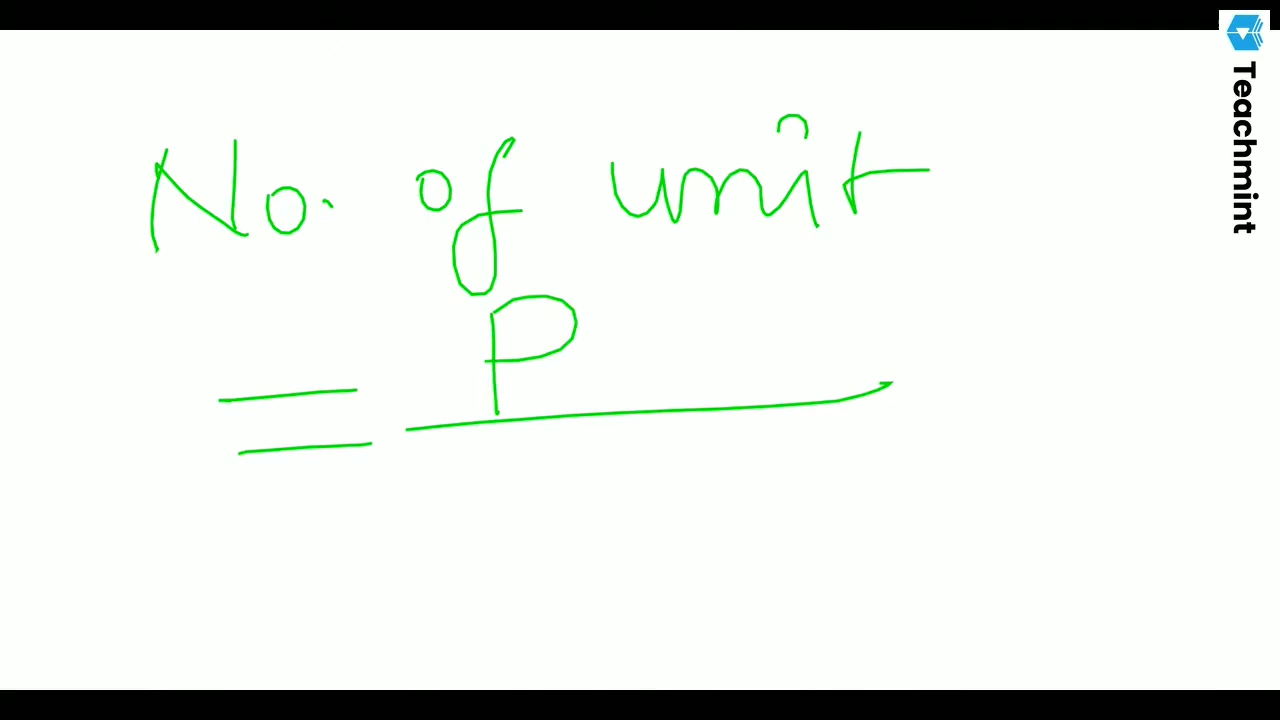 No. of unit
= P
Teachmint